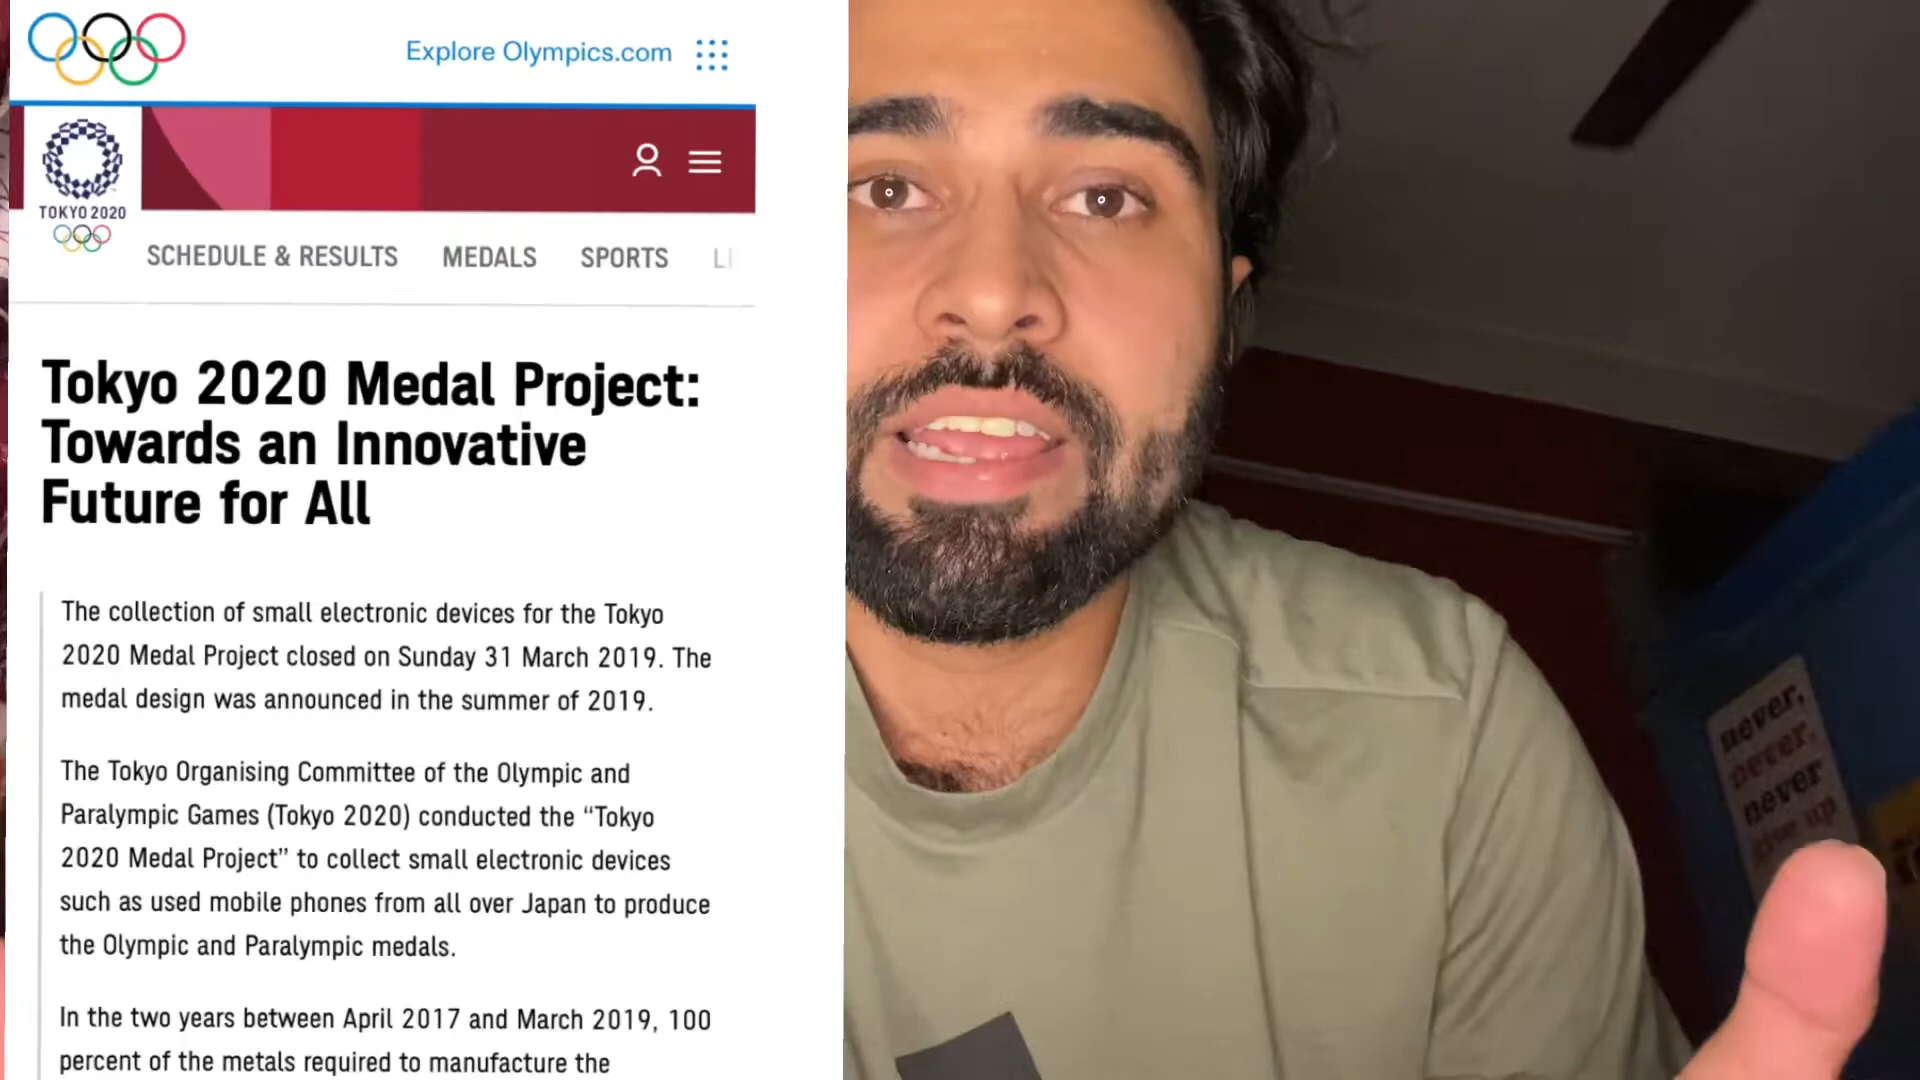 Explore Olympics.com
TOKYO 2020
SCHEDULE & RESULTS MEDALS SPORTS
Tokyo 2020 Medal Project:
Towards an Innovative
Future for All
The collection of small electronic devices for the Tokyo
2020 Medal Project closed on Sunday 31 March 2019. The
medal design was announced in the summer of 2019.
The Tokyo Organising Committee of the Olympic and
Paralympic Games (Tokyo 2020) conducted the “Tokyo
2020 Medal Project” to collect small electronic devices
such as used mobile phones from all over Japan to produce
the Olympic and Paralympic medals.
In the two years between April 2017 and March 2019, 100
percent of the metals required to manufacture the
never,
never,
never
give up